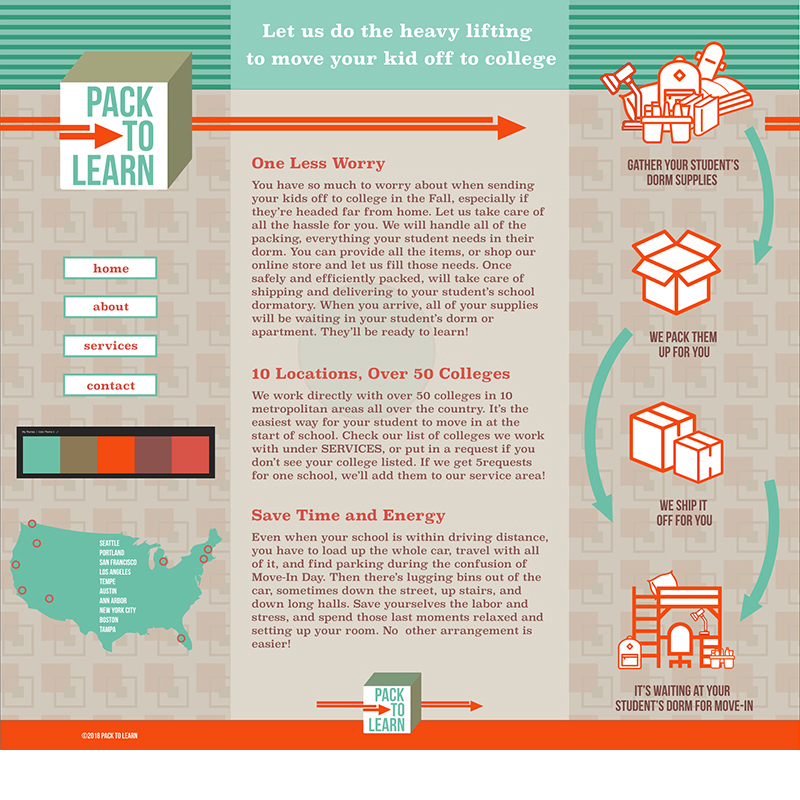 Let us do the heavy lifting
to move your kid off to college
PACK
TO
LEARN
home
about
services
contact
SEATTLE
PORTLAND
SAN FRANCISCO
LOS ANGELES
TEMPE
AUSTIN
ANN ARBOR
NEW YORK CITY
BOSTON
TAMPA
One Less Worry
You have so much to worry about when sending
your kids off to college in the Fall, especially if
they're headed far from home. Let us take care of
all the hassle for you. We will handle all of the
packing, everything your student needs in their
dorm. You can provide all the items, or shop our
online store and let us fill those needs. Once
safely and efficiently packed, will take care of
shipping and delivering to your student's school
dormatory. When you arrive, all of your supplies
will be waiting in your student's dorm or
apartment. They'll be ready to learn!
10 Locations, Over 50 Colleges
We work directly with over 50 colleges in 10
metropolitan areas all over the country. It's the
easiest way for your student to move in at the
start of school. Check our list of colleges we work
with under SERVICES, or put in a request if you
don't see your college listed. If we get 5requests
for one school, we'll add them to our service area!
Save Time and Energy
Even when your school is within driving distance,
you have to load up the whole car, travel with all
of it, and find parking during the confusion of
Move-In Day. Then there's lugging bins out of the
car, sometimes down the street, up stairs, and
down long halls. Save yourselves the labor and
stress, and spend those last moments relaxed and
setting up your room. No other arrangement is
easier!
PACK
TO
LEARN
GATHER YOUR STUDENT'S
DORM SUPPLIES
WE PACK THEM
UP FOR YOU
WE SHIP IT
OFF FOR YOU
IT'S WAITING AT YOUR
STUDENT'S DORM FOR MOVE-IN
©2018 PACK TO LEARN